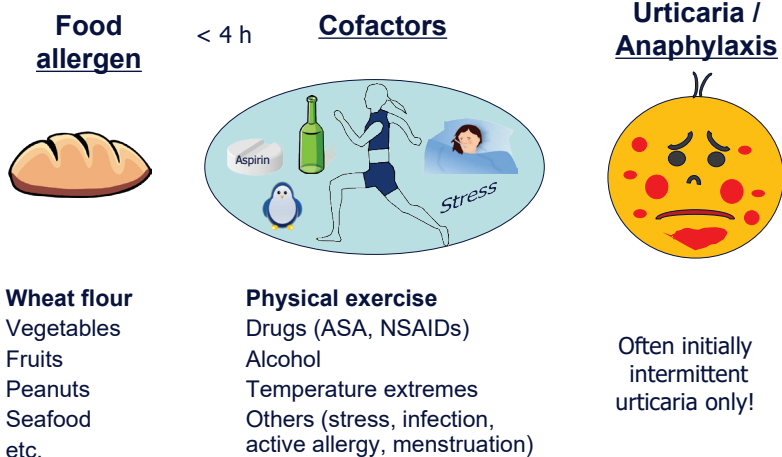 Food
allergen
< 4 h
Cofactors
Urticaria /
Anaphylaxis
Aspirin
Stress
Wheat flour
Vegetables
Fruits
Peanuts
Seafood
etc.
Physical exercise
Drugs (ASA, NSAIDs)
Alcohol
Temperature extremes
Others (stress, infection,
active allergy, menstruation)
Often initially
intermittent
urticaria only!